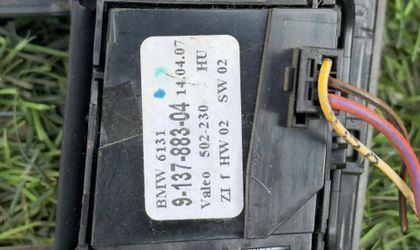 BMW 6131
9-137-883-04 14.04.07
Valeo 502-230 HU
ZI f HW 02 SW 02